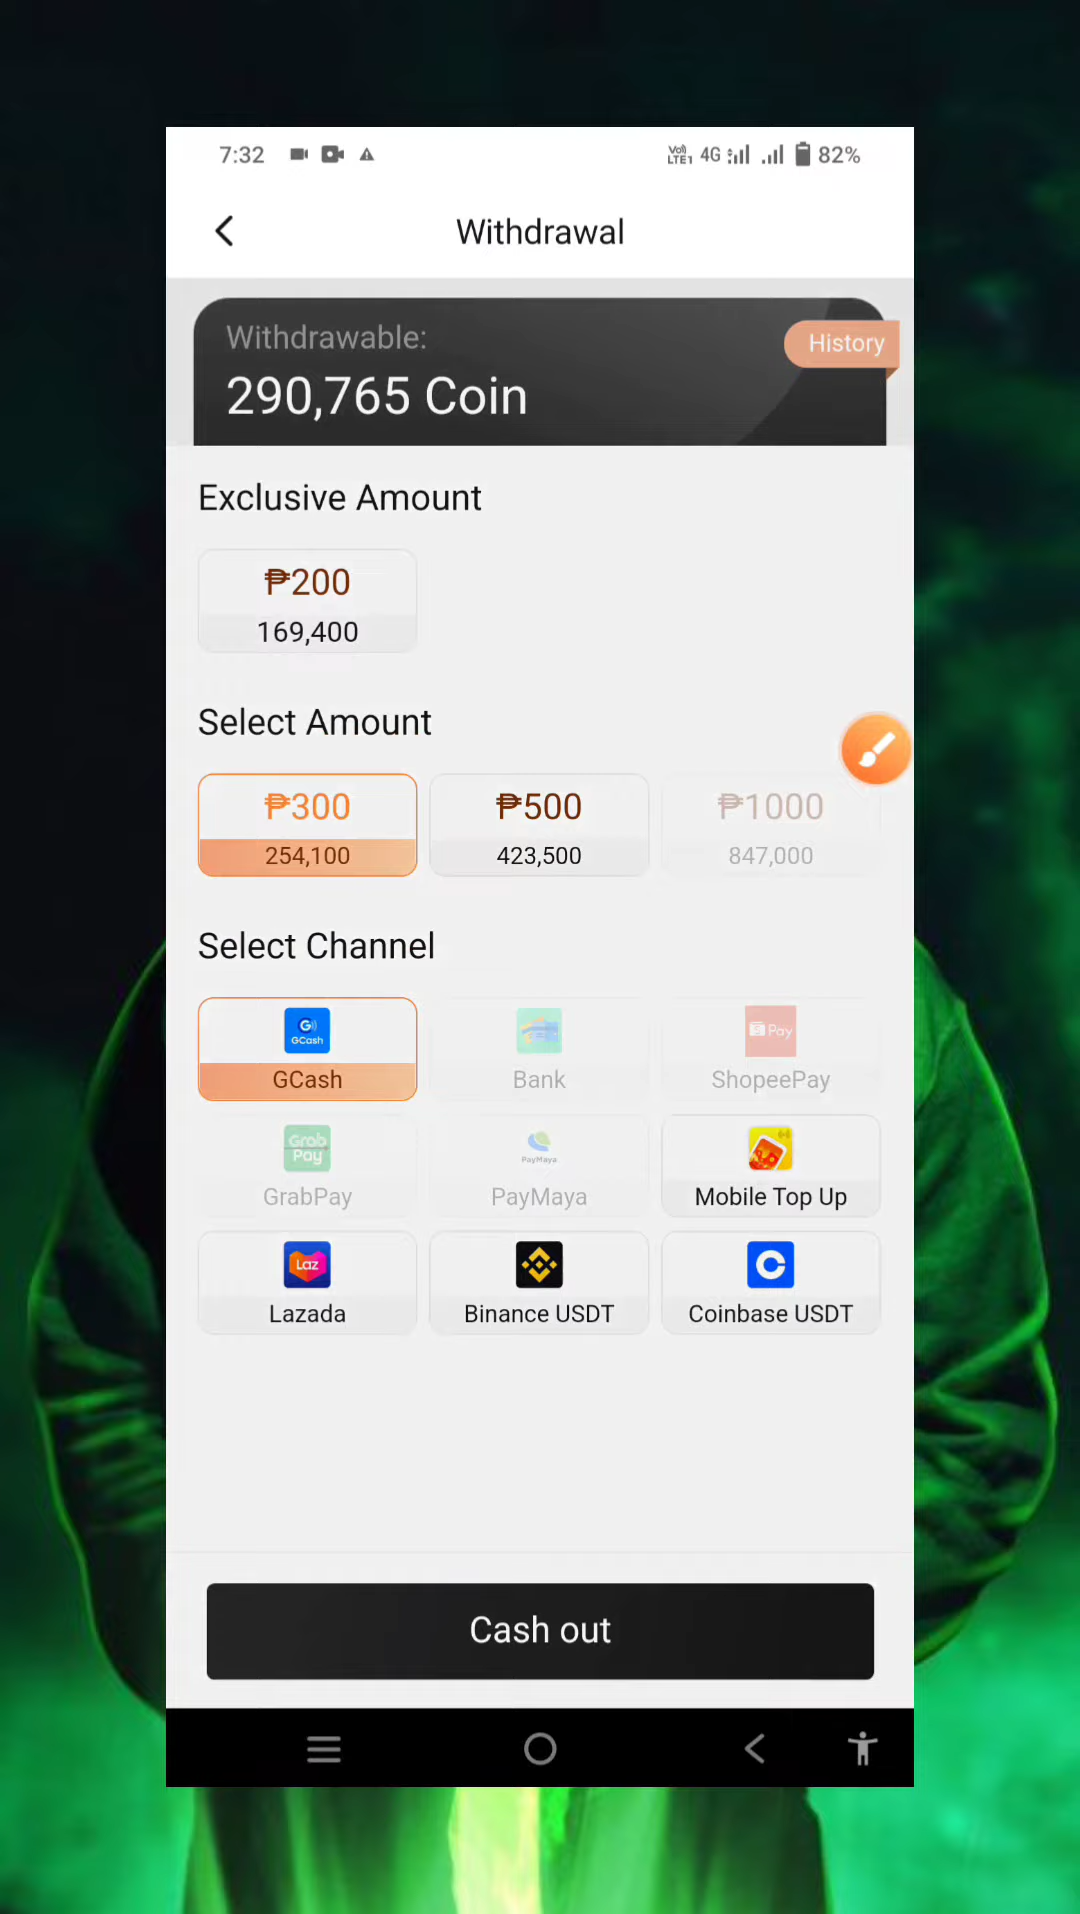 7:32
Vo) LTE1 4G 82%
Withdrawal
Withdrawable:
History
290,765 Coin
Exclusive Amount
₱200
169,400
Select Amount
₱300 ₱500 ₱1000
254,100 423,500 847,000
Select Channel
G)) GCash
S Pay
GCash Bank ShopeePay
Grab Pay
PayMaya
GrabPay PayMaya Mobile Top Up
Laz
Lazada Binance USDT Coinbase USDT
Cash out